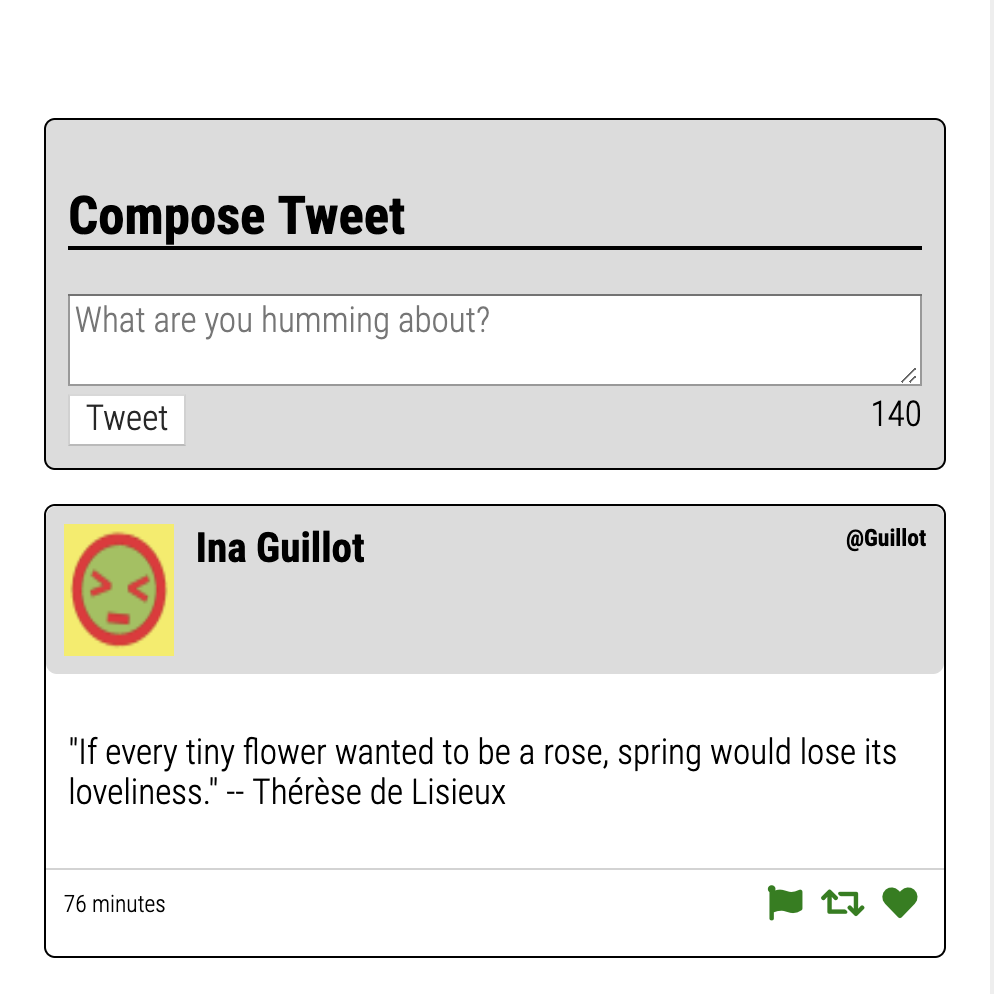 Compose Tweet
What are you humming about?
Tweet
140
Ina Guillot
@Guillot
"If every tiny flower wanted to be a rose, spring would lose its
loveliness." -- Thérèse de Lisieux
76 minutes